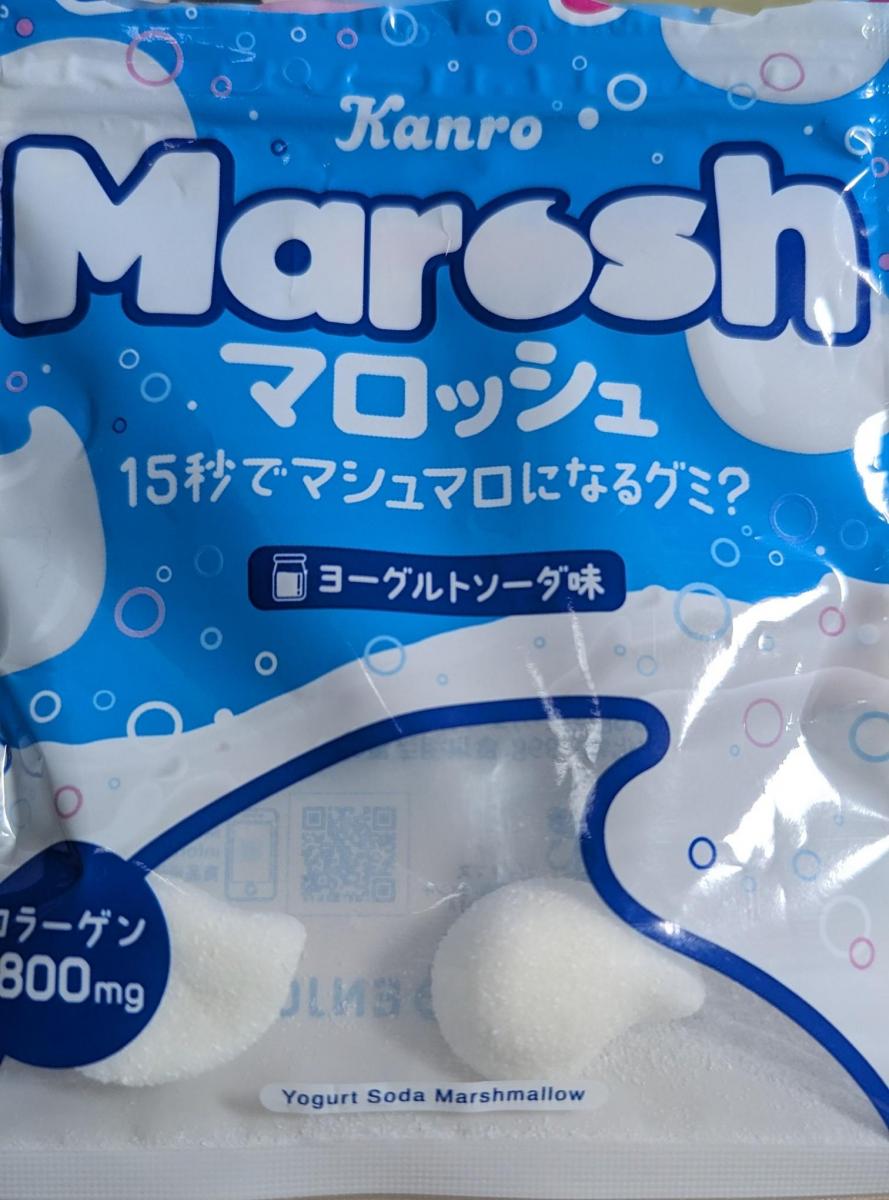 Kanro
Marosh
マロッシュ
15秒でマシュマロになるグミ?
ヨーグルトソーダ味
コラーゲン
800mg
Yogurt Soda Marshmallow